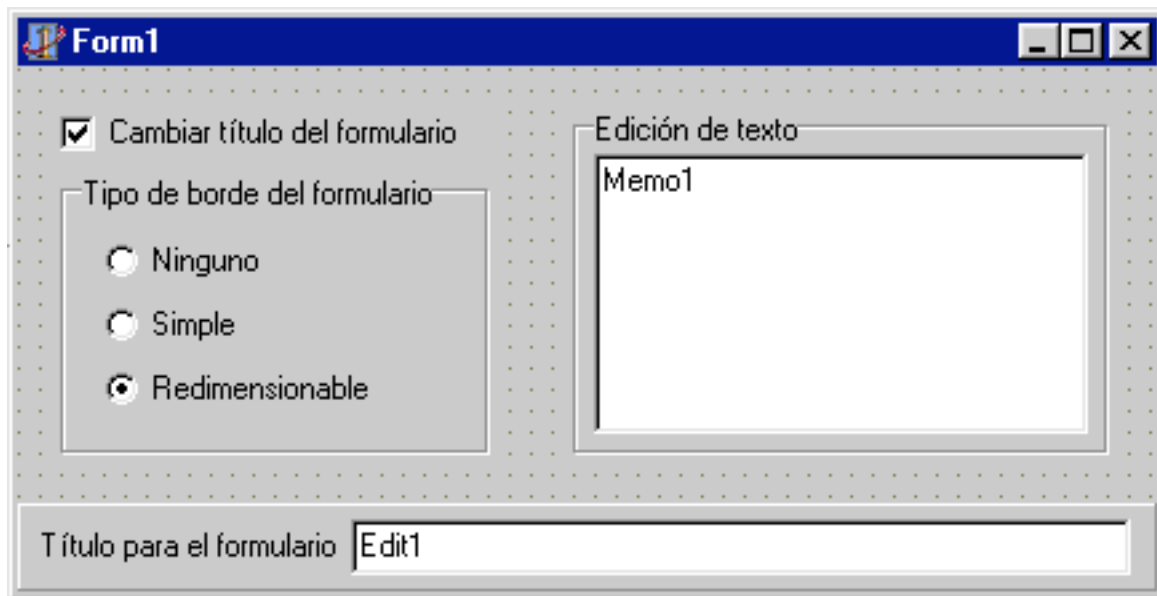 Form1
Cambiar título del formulario
Tipo de borde del formulario
Ninguno
Simple
Redimensionable
Edición de texto
Memo1
Título para el formulario Edit1